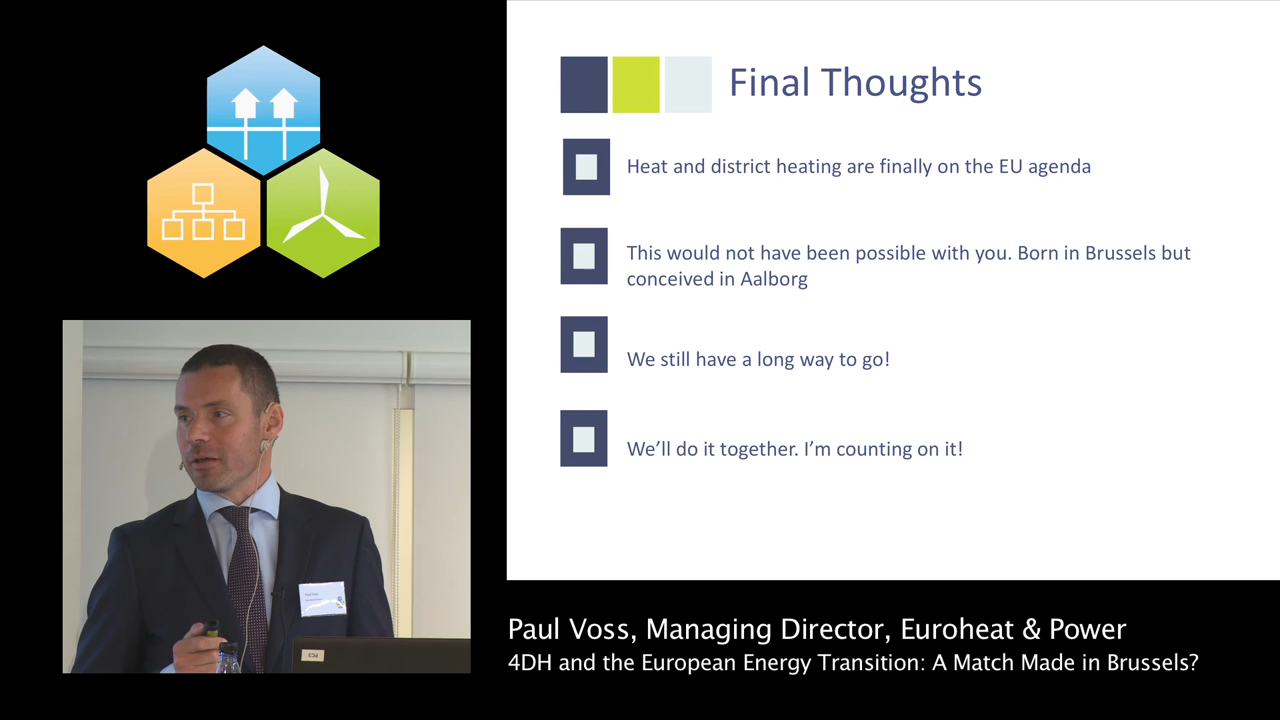 Final Thoughts
Heat and district heating are finally on the EU agenda
This would not have been possible with you. Born in Brussels but
conceived in Aalborg
We still have a long way to go!
We’ll do it together. I’m counting on it!
Paul Voss
Paul Voss, Managing Director, Euroheat & Power
4DH and the European Energy Transition: A Match Made in Brussels?